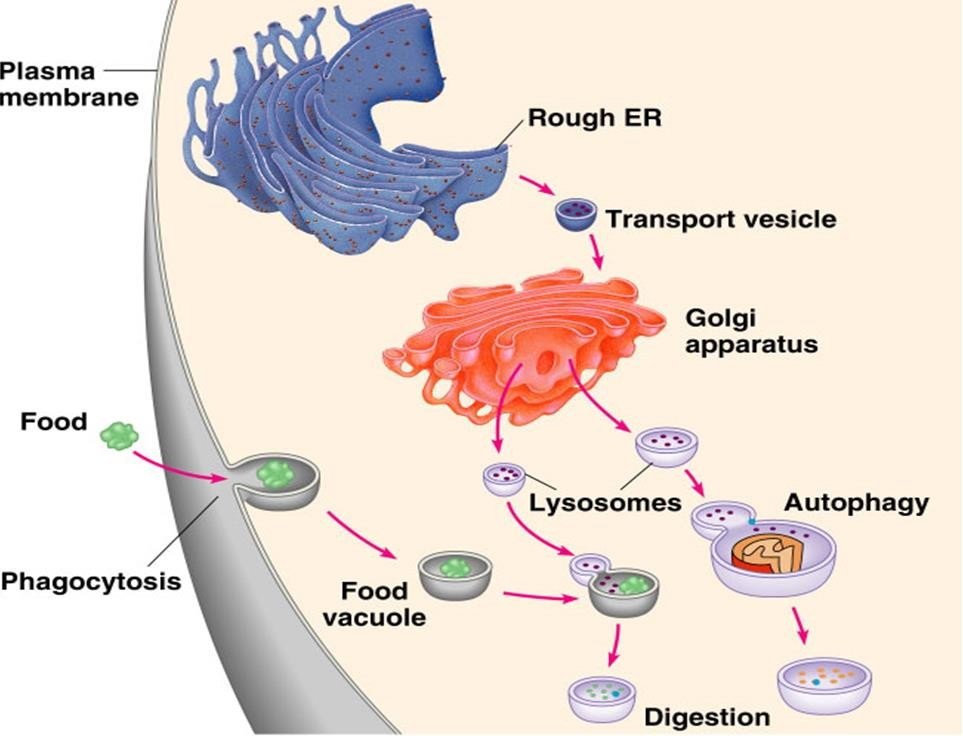 Plasma
membrane
Rough ER
Transport vesicle
Golgi
apparatus
Food
Lysosomes
Autophagy
Phagocytosis
Food
vacuole
Digestion